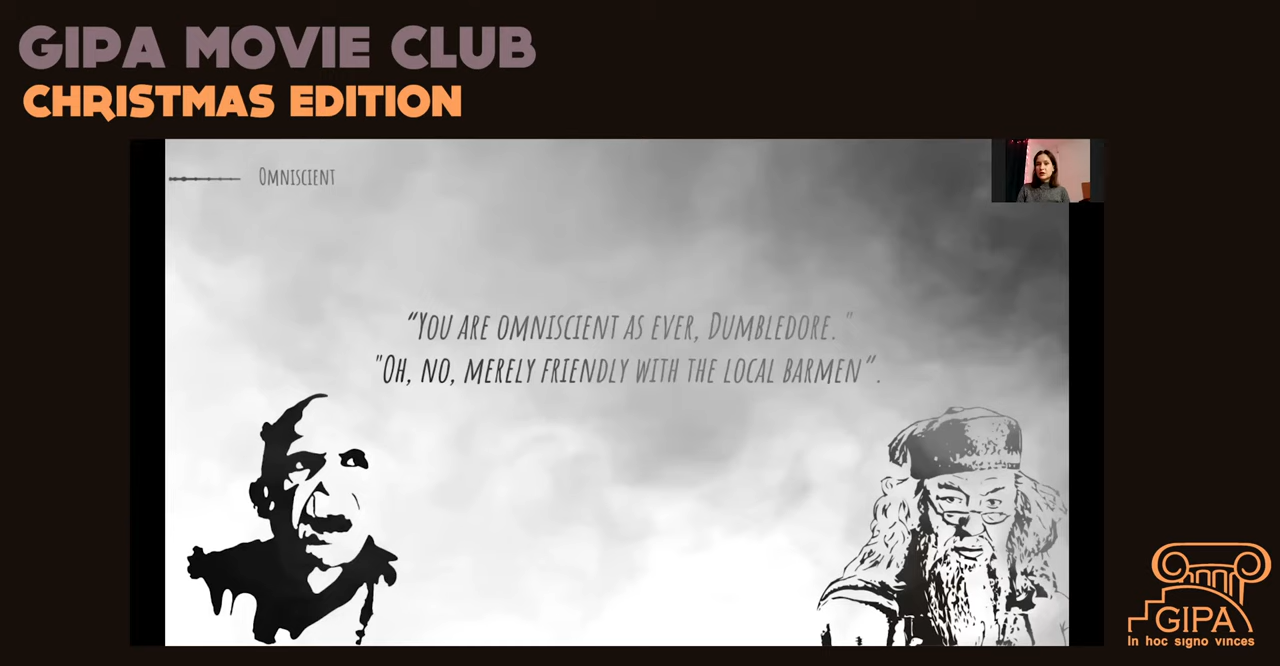 GIPA MOVIE CLUB
CHRISTMAS EDITION
OMNISCIENT
“YOU ARE OMNISCIENT AS EVER, DUMBLEDORE. "
"OH, NO, MERELY FRIENDLY WITH THE LOCAL BARMEN”.
GIPA
In hoc signo vinces